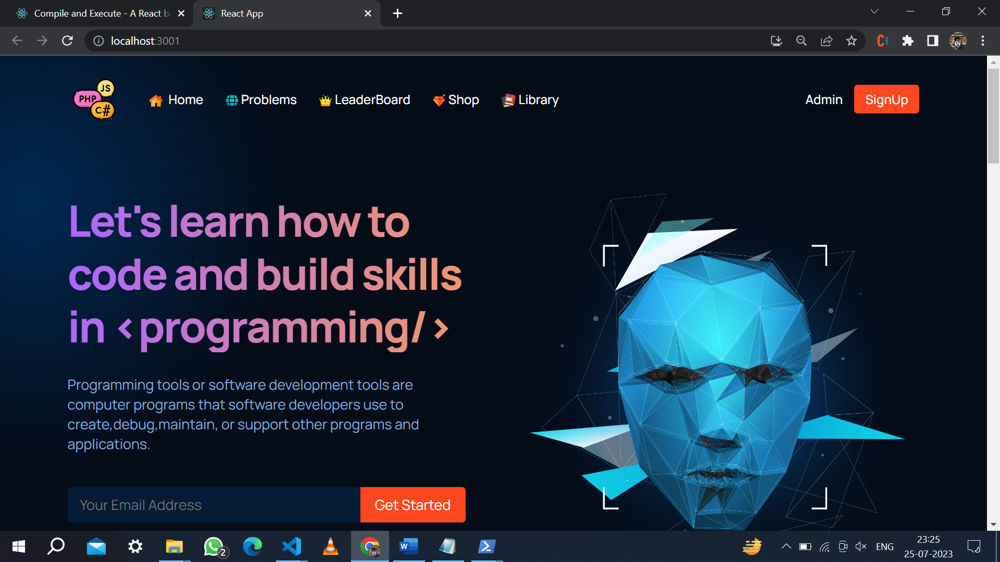 Compile and Execute - A React b
React App
localhost:3001
PHP
JS
C#
Home
Problems
LeaderBoard
Shop
Library
Admin
SignUp
Let's learn how to
code and build skills
in <programming/>
Programming tools or software development tools are
computer programs that software developers use to
create,debug,maintain, or support other programs and
applications.
Your Email Address
Get Started
2
ENG
23:25
25-07-2023